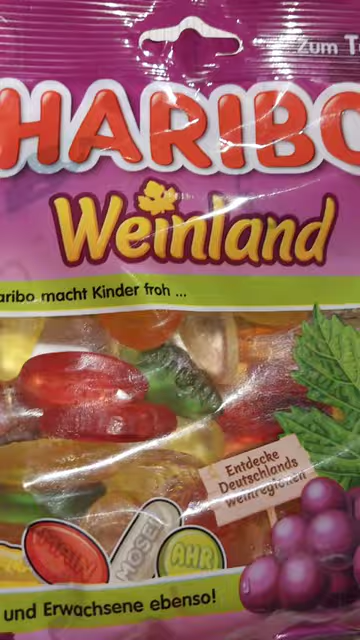 Zum T
HARIBO
Weinland
aribo macht Kinder froh ...
Entdecke
Deutschlands
Weinregionen
MOSEL
AHR
und Erwachsene ebenso!